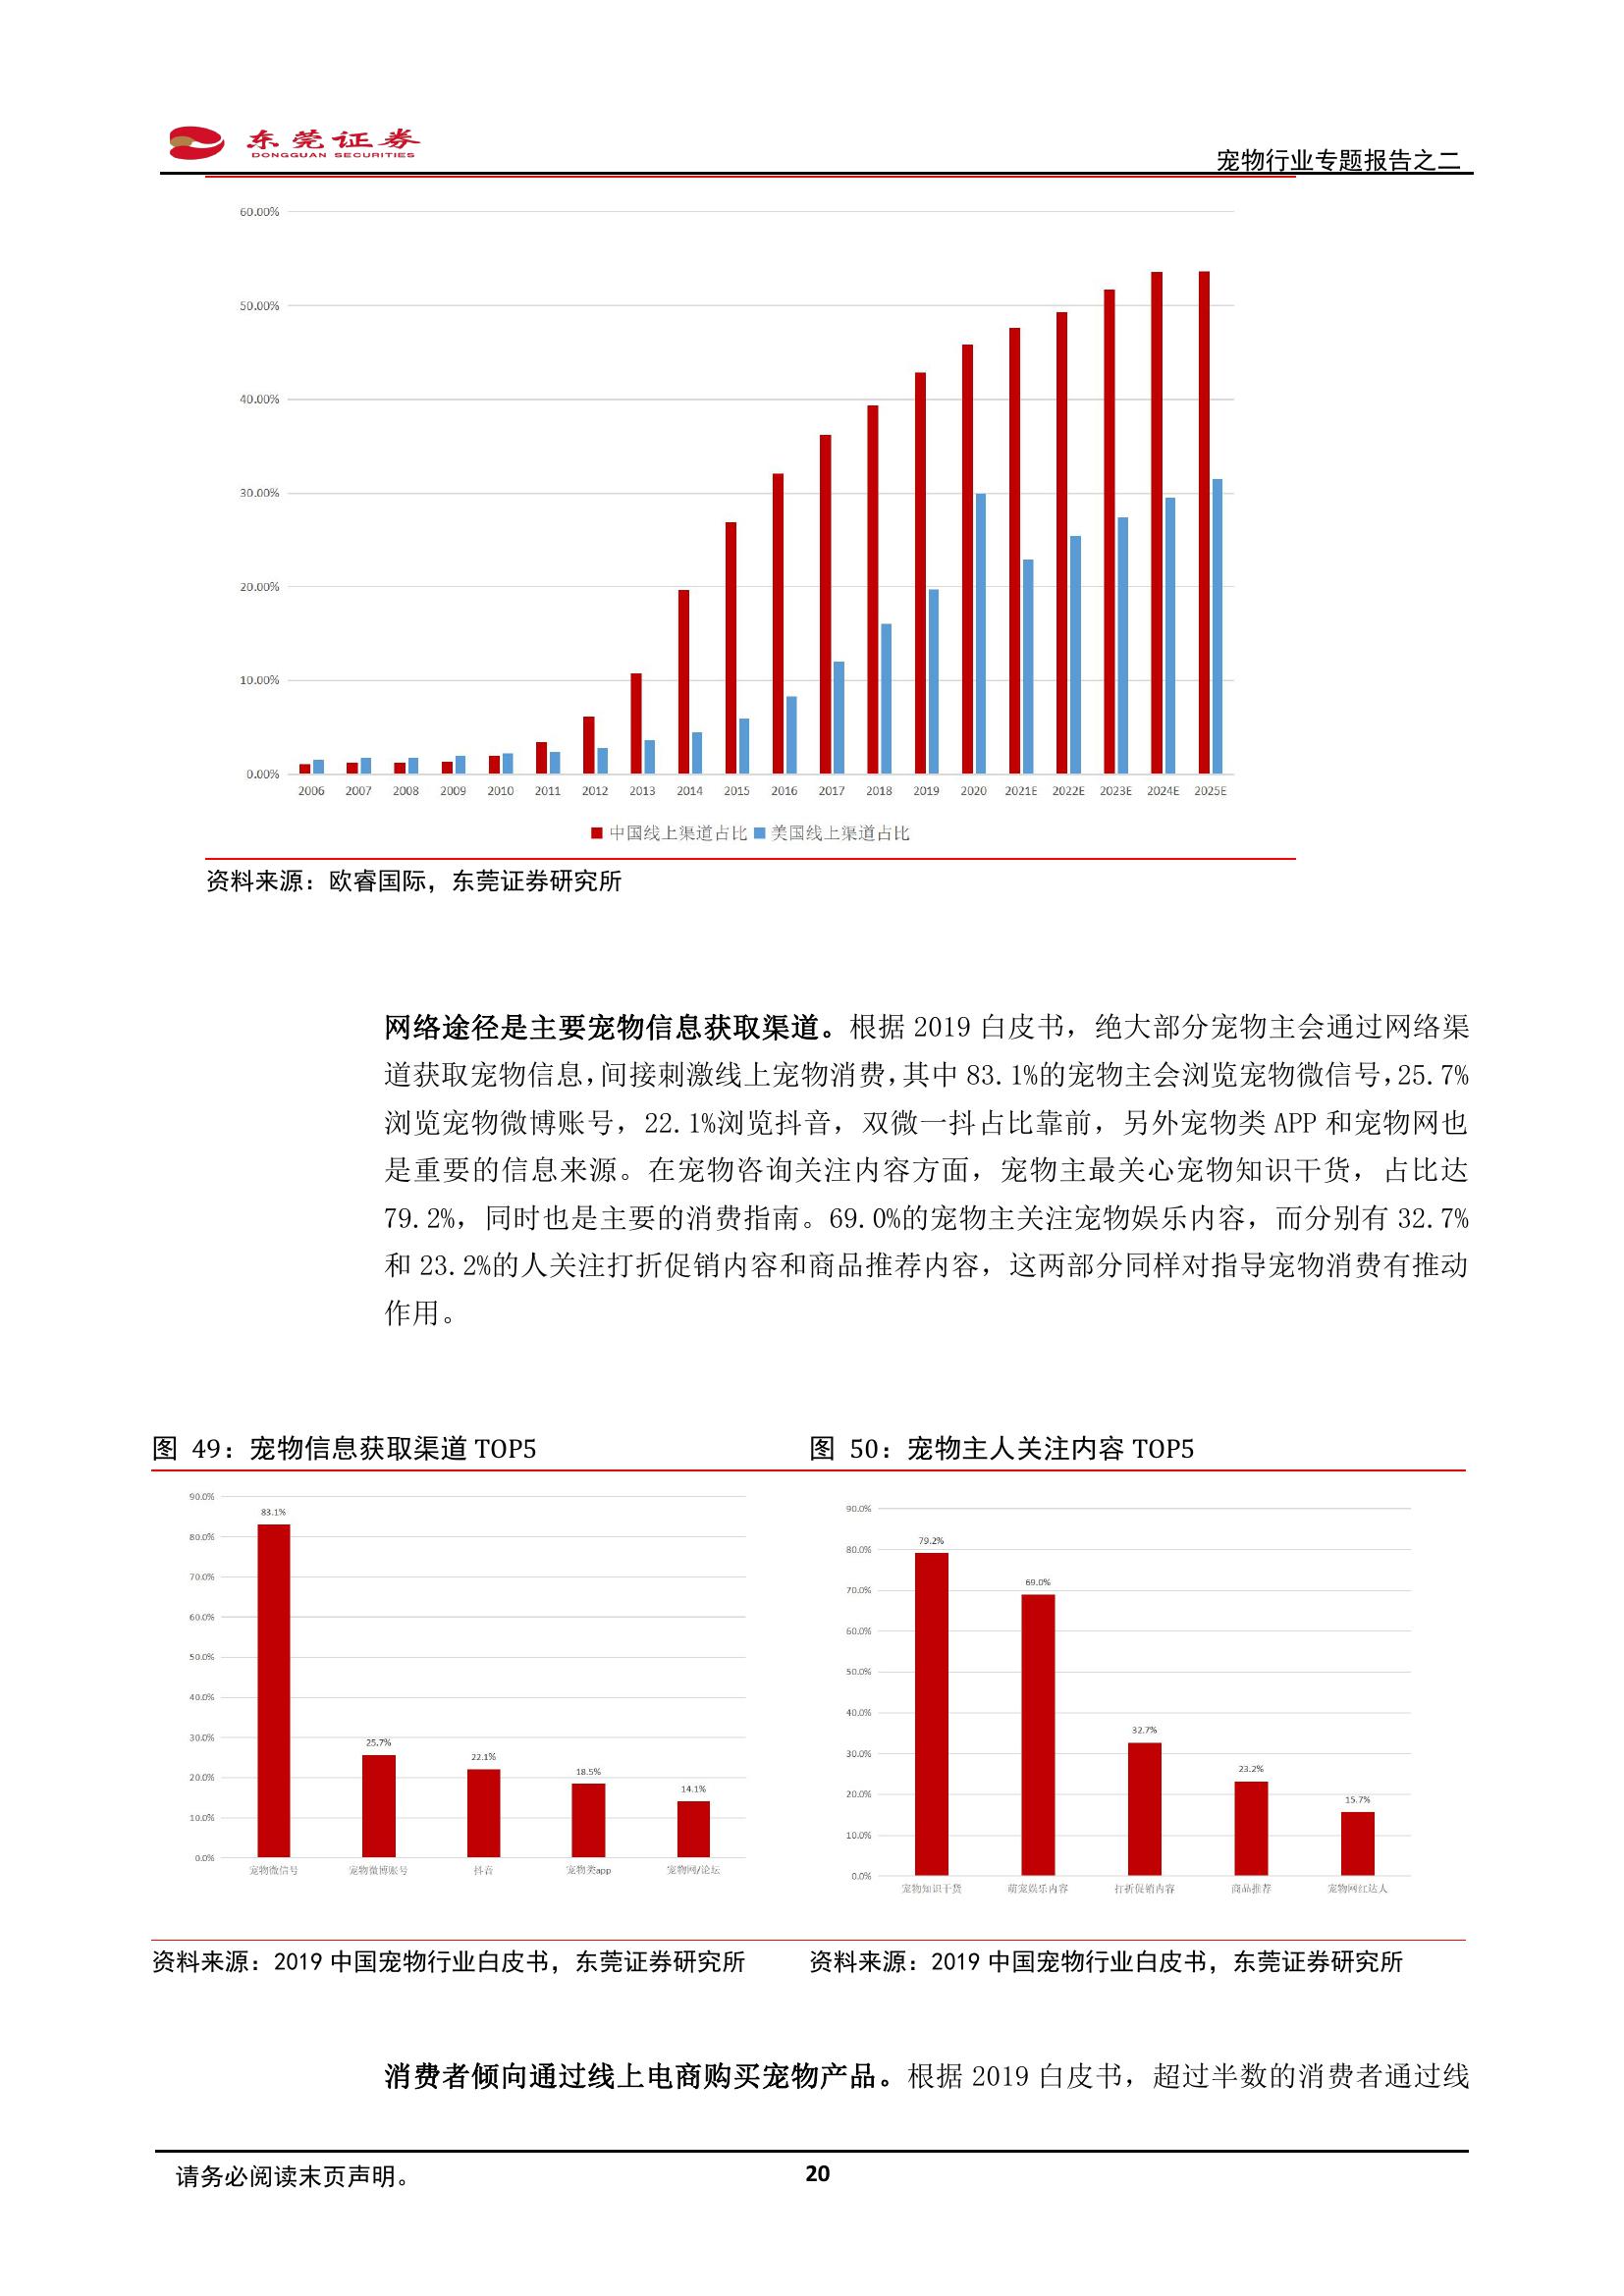 东莞证券
DONGGUAN SECURITIES
宠物行业专题报告之二
60.00%
50.00%
40.00%
30.00%
20.00%
10.00%
0.00%
2006 2007 2008 2009 2010 2011 2012 2013 2014 2015 2016 2017 2018 2019 2020 2021E 2022E 2023E 2024E 2025E
中国线上渠道占比 美国线上渠道占比
资料来源：欧睿国际，东莞证券研究所
网络途径是主要宠物信息获取渠道。根据 2019 白皮书，绝大部分宠物主会通过网络渠
道获取宠物信息，间接刺激线上宠物消费，其中 83.1%的宠物主会浏览宠物微信号，25.7%
浏览宠物微博账号，22.1%浏览抖音，双微一抖占比靠前，另外宠物类 APP 和宠物网也
是重要的信息来源。在宠物咨询关注内容方面，宠物主最关心宠物知识干货，占比达
79.2%，同时也是主要的消费指南。69.0%的宠物主关注宠物娱乐内容，而分别有 32.7%
和 23.2%的人关注打折促销内容和商品推荐内容，这两部分同样对指导宠物消费有推动
作用。
图 49：宠物信息获取渠道 TOP5
90.0%
80.0%
70.0%
60.0%
50.0%
40.0%
30.0%
20.0%
10.0%
0.0%
83.1%
25.7%
22.1%
18.5%
14.1%
宠物微信号 宠物微博账号 抖音 宠物类app 宠物网/论坛
资料来源：2019 中国宠物行业白皮书，东莞证券研究所
图 50：宠物主人关注内容 TOP5
90.0%
80.0%
70.0%
60.0%
50.0%
40.0%
30.0%
20.0%
10.0%
0.0%
79.2%
69.0%
32.7%
23.2%
15.7%
宠物知识干货 萌宠娱乐内容 打折促销内容 商品推荐 宠物网红达人
资料来源：2019 中国宠物行业白皮书，东莞证券研究所
消费者倾向通过线上电商购买宠物产品。根据 2019 白皮书，超过半数的消费者通过线
请务必阅读末页声明。
20